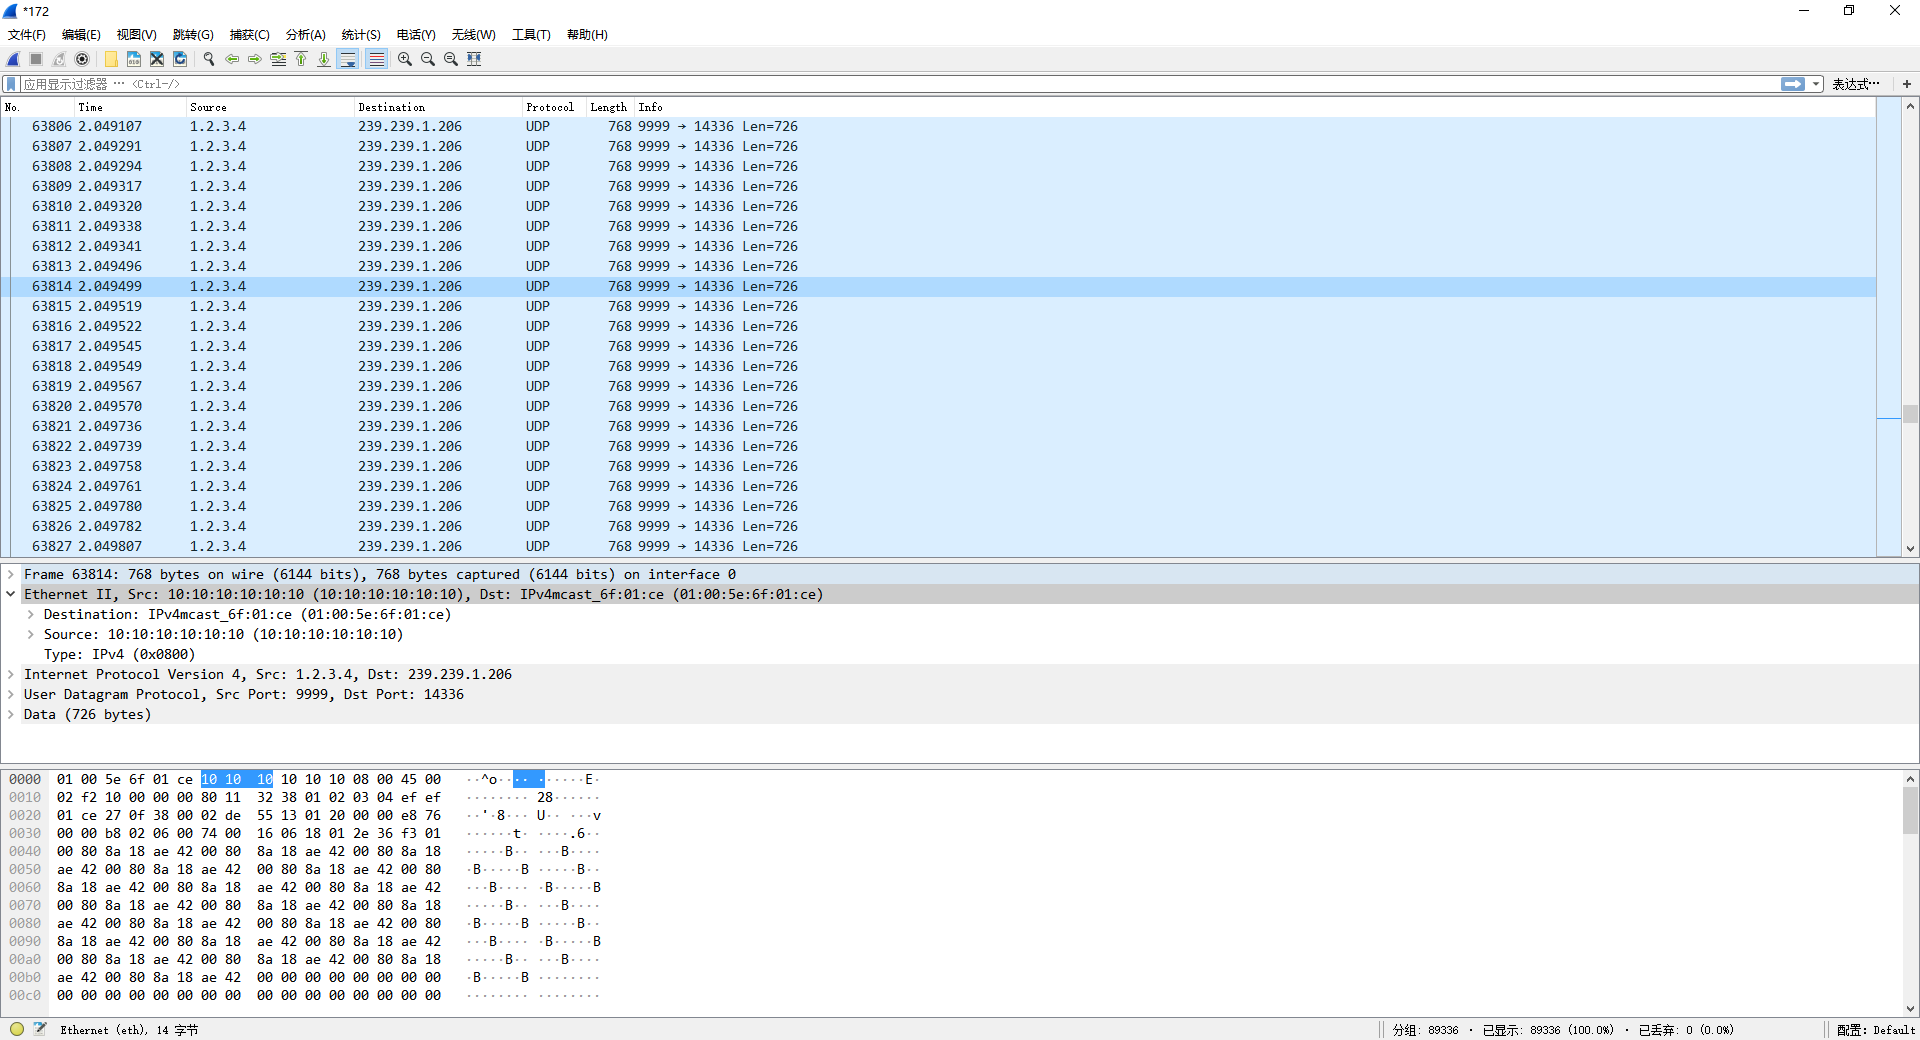 *172
文件(F) 编辑(E) 视图(V) 跳转(G) 捕获(C) 分析(A) 统计(S) 电话(Y) 无线(W) 工具(T) 帮助(H)
应用显示过滤器 … <Ctrl-/> 表达式… +
No. Time Source Destination Protocol Length Info
63806 2.049107 1.2.3.4 239.239.1.206 UDP 768 9999 → 14336 Len=726
63807 2.049291 1.2.3.4 239.239.1.206 UDP 768 9999 → 14336 Len=726
63808 2.049294 1.2.3.4 239.239.1.206 UDP 768 9999 → 14336 Len=726
63809 2.049317 1.2.3.4 239.239.1.206 UDP 768 9999 → 14336 Len=726
63810 2.049320 1.2.3.4 239.239.1.206 UDP 768 9999 → 14336 Len=726
63811 2.049338 1.2.3.4 239.239.1.206 UDP 768 9999 → 14336 Len=726
63812 2.049341 1.2.3.4 239.239.1.206 UDP 768 9999 → 14336 Len=726
63813 2.049496 1.2.3.4 239.239.1.206 UDP 768 9999 → 14336 Len=726
63814 2.049499 1.2.3.4 239.239.1.206 UDP 768 9999 → 14336 Len=726
63815 2.049519 1.2.3.4 239.239.1.206 UDP 768 9999 → 14336 Len=726
63816 2.049522 1.2.3.4 239.239.1.206 UDP 768 9999 → 14336 Len=726
63817 2.049545 1.2.3.4 239.239.1.206 UDP 768 9999 → 14336 Len=726
63818 2.049549 1.2.3.4 239.239.1.206 UDP 768 9999 → 14336 Len=726
63819 2.049567 1.2.3.4 239.239.1.206 UDP 768 9999 → 14336 Len=726
63820 2.049570 1.2.3.4 239.239.1.206 UDP 768 9999 → 14336 Len=726
63821 2.049736 1.2.3.4 239.239.1.206 UDP 768 9999 → 14336 Len=726
63822 2.049739 1.2.3.4 239.239.1.206 UDP 768 9999 → 14336 Len=726
63823 2.049758 1.2.3.4 239.239.1.206 UDP 768 9999 → 14336 Len=726
63824 2.049761 1.2.3.4 239.239.1.206 UDP 768 9999 → 14336 Len=726
63825 2.049780 1.2.3.4 239.239.1.206 UDP 768 9999 → 14336 Len=726
63826 2.049782 1.2.3.4 239.239.1.206 UDP 768 9999 → 14336 Len=726
63827 2.049807 1.2.3.4 239.239.1.206 UDP 768 9999 → 14336 Len=726
Frame 63814: 768 bytes on wire (6144 bits), 768 bytes captured (6144 bits) on interface 0
Ethernet II, Src: 10:10:10:10:10:10 (10:10:10:10:10:10), Dst: IPv4mcast_6f:01:ce (01:00:5e:6f:01:ce)
Destination: IPv4mcast_6f:01:ce (01:00:5e:6f:01:ce)
Source: 10:10:10:10:10:10 (10:10:10:10:10:10)
Type: IPv4 (0x0800)
Internet Protocol Version 4, Src: 1.2.3.4, Dst: 239.239.1.206
User Datagram Protocol, Src Port: 9999, Dst Port: 14336
Data (726 bytes)
0000 01 00 5e 6f 01 ce 10 10 10 10 10 10 08 00 45 00 ··^o···· ······E·
0010 02 f2 10 00 00 00 80 11 32 38 01 02 03 04 ef ef ········ 28······
0020 01 ce 27 0f 38 00 02 de 55 13 01 20 00 00 e8 76 ··'·8··· U·· ···v
0030 00 00 b8 02 06 00 74 00 16 06 18 01 2e 36 f3 01 ······t· ····.6··
0040 00 80 8a 18 ae 42 00 80 8a 18 ae 42 00 80 8a 18 ·····B·· ···B····
0050 ae 42 00 80 8a 18 ae 42 00 80 8a 18 ae 42 00 80 ·B·····B ·····B··
0060 8a 18 ae 42 00 80 8a 18 ae 42 00 80 8a 18 ae 42 ···B···· ·B·····B
0070 00 80 8a 18 ae 42 00 80 8a 18 ae 42 00 80 8a 18 ·····B·· ···B····
0080 ae 42 00 80 8a 18 ae 42 00 80 8a 18 ae 42 00 80 ·B·····B ·····B··
0090 8a 18 ae 42 00 80 8a 18 ae 42 00 80 8a 18 ae 42 ···B···· ·B·····B
00a0 00 80 8a 18 ae 42 00 80 8a 18 ae 42 00 80 8a 18 ·····B·· ···B····
00b0 ae 42 00 80 8a 18 ae 42 00 00 00 00 00 00 00 00 ·B·····B ········
00c0 00 00 00 00 00 00 00 00 00 00 00 00 00 00 00 00 ········ ········
Ethernet (eth), 14 字节 分组: 89336 · 已显示: 89336 (100.0%) · 已丢弃: 0 (0.0%) 配置: Default